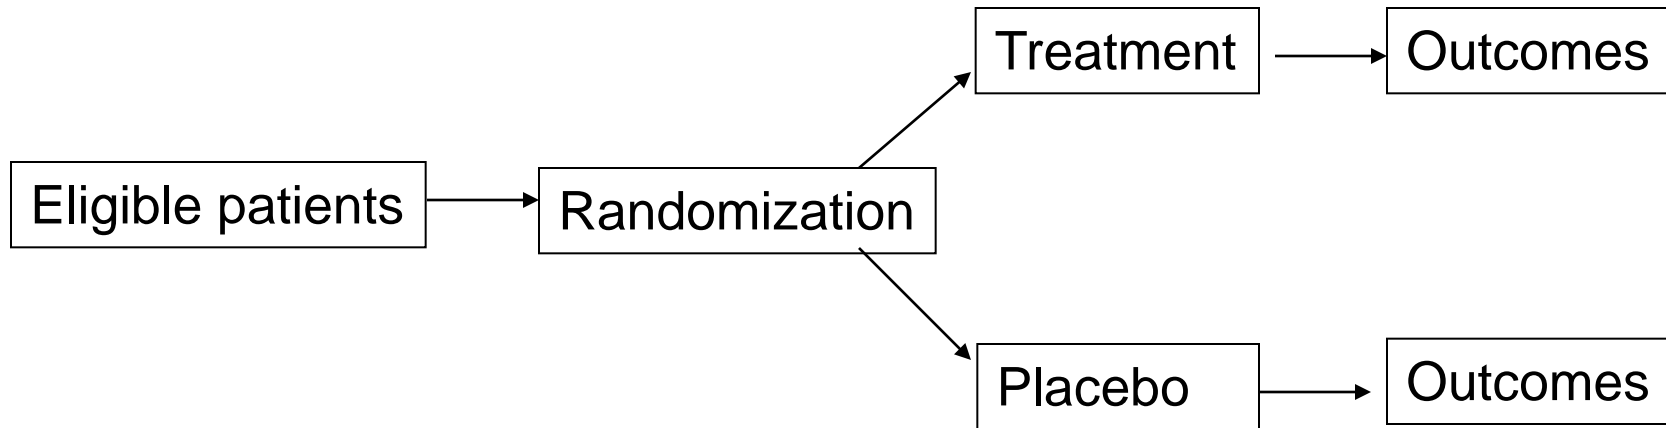 Treatment
Outcomes
Eligible patients
Randomization
Placebo
Outcomes